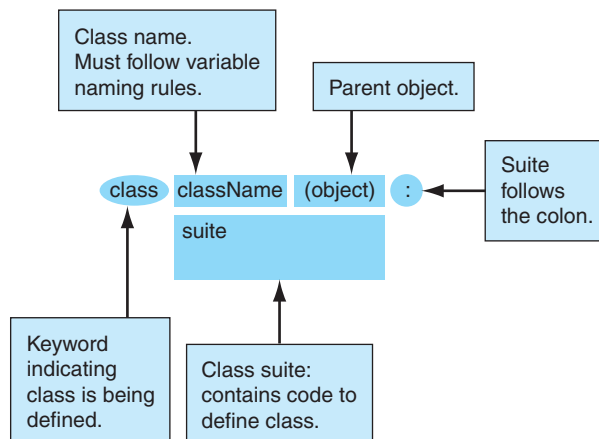 Class name.
Must follow variable
naming rules.
Parent object.
class className (object) :
Suite
follows
the colon.
suite
Keyword
indicating
class is being
defined.
Class suite:
contains code to
define class.